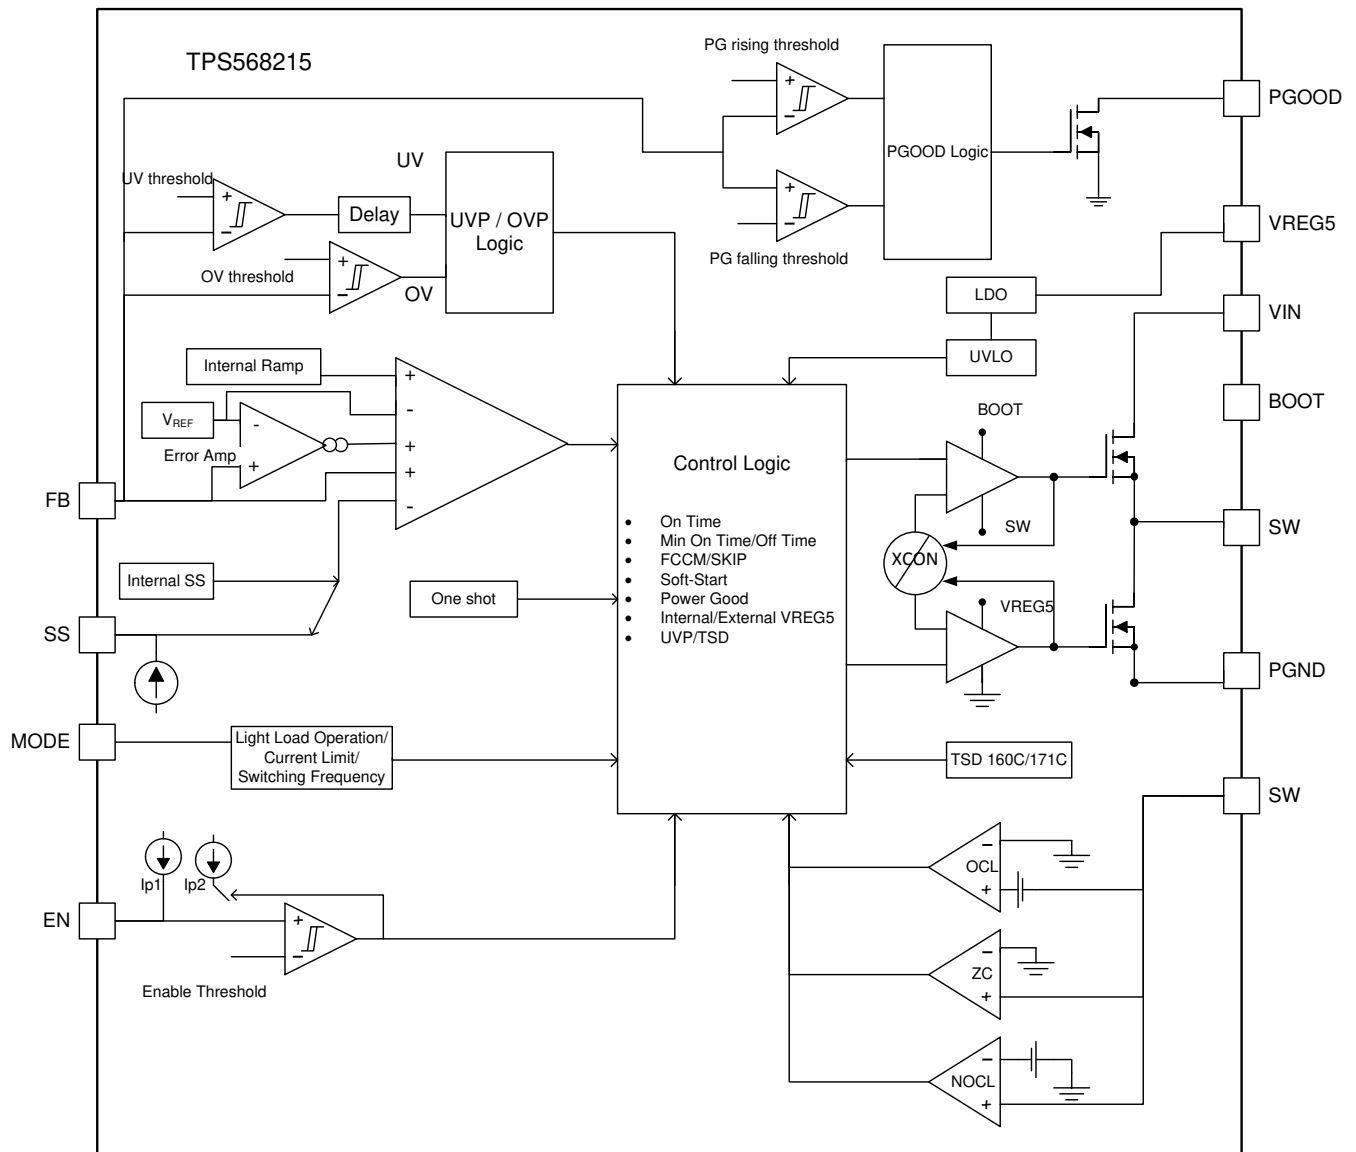 TPS568215
PG rising threshold
+
−
PGOOD Logic
PGOOD
UV
UV threshold
+
−
Delay
UVP / OVP
Logic
+
−
PG falling threshold
VREG5
OV threshold
+
−
OV
LDO
VIN
UVLO
Internal Ramp
+
-
VREF
-
+
Error Amp
+
+
-
BOOT
BOOT
FB
Control Logic
• On Time
• Min On Time/Off Time
• FCCM/SKIP
• Soft-Start
• Power Good
• Internal/External VREG5
• UVP/TSD
SW
SW
XCON
Internal SS
One shot
VREG5
SS
PGND
MODE
Light Load Operation/
Current Limit/
Switching Frequency
TSD 160C/171C
SW
Ip1
Ip2
−
OCL
+
EN
+
−
Enable Threshold
−
ZC
+
−
NOCL
+